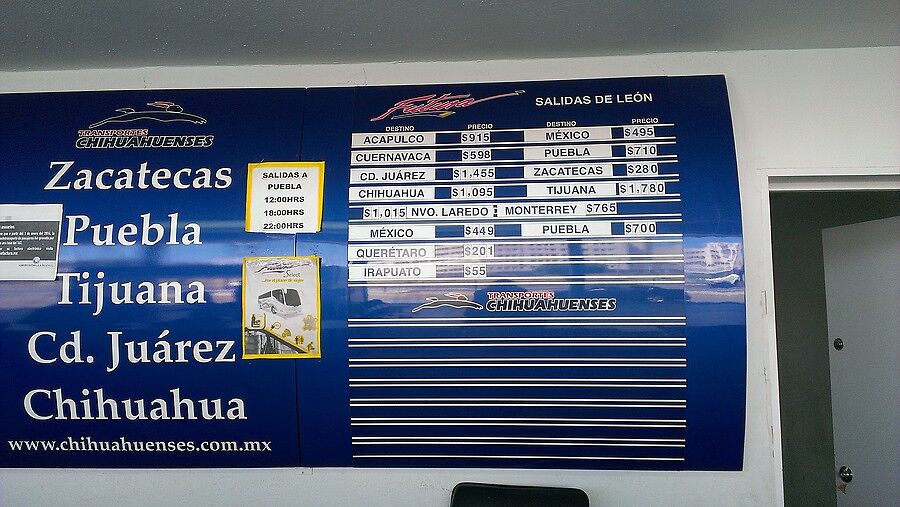 TRANSPORTES
CHIHUAHUENSES
Zacatecas
Puebla
Tijuana
Cd. Juárez
Chihuahua
www.chihuahuenses.com.mx
SALIDAS A
PUEBLA
12:00HRS
18:00HRS
22:00HRS
Select
Futura
SALIDAS DE LEÓN
DESTINO PRECIO DESTINO PRECIO
ACAPULCO $915 MÉXICO $495
CUERNAVACA $598 PUEBLA $710
CD. JUÁREZ $1,455 ZACATECAS $280
CHIHUAHUA $1,095 TIJUANA $1,780
$1,015 NVO. LAREDO MONTERREY $765
MÉXICO $449 PUEBLA $700
QUERÉTARO $201
IRAPUATO $55
TRANSPORTES
CHIHUAHUENSES